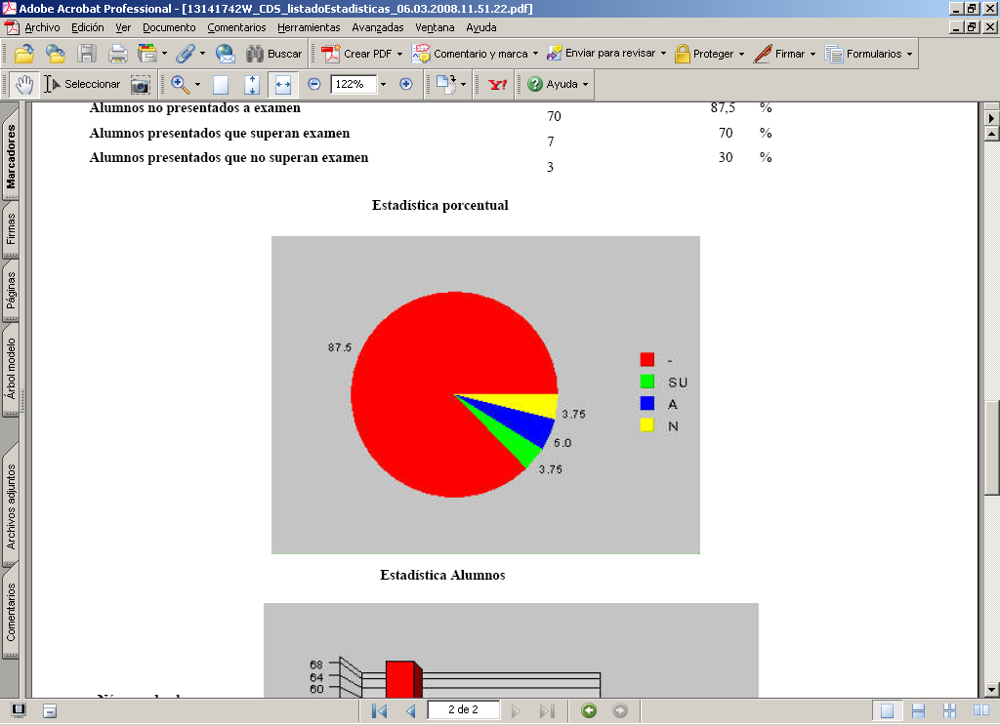 Adobe Acrobat Professional - [13141742W_CDS_listadoEstadisticas_06.03.2008.11.51.22.pdf]
Archivo Edición Ver Documento Comentarios Herramientas Avanzadas Ventana Ayuda
Buscar Crear PDF Comentario y marca Enviar para revisar Proteger Firmar Formularios
Seleccionar 122% Y! Ayuda
Marcadores
Firmas
Páginas
Árbol modelo
Archivos adjuntos
Comentarios
Alumnos no presentados a examen 70 87,5 %
Alumnos presentados que superan examen 7 70 %
Alumnos presentados que no superan examen 3 30 %
Estadística porcentual
87.5
3.75
5.0
3.75
-
SU
A
N
Estadística Alumnos
68
64
60
2 de 2